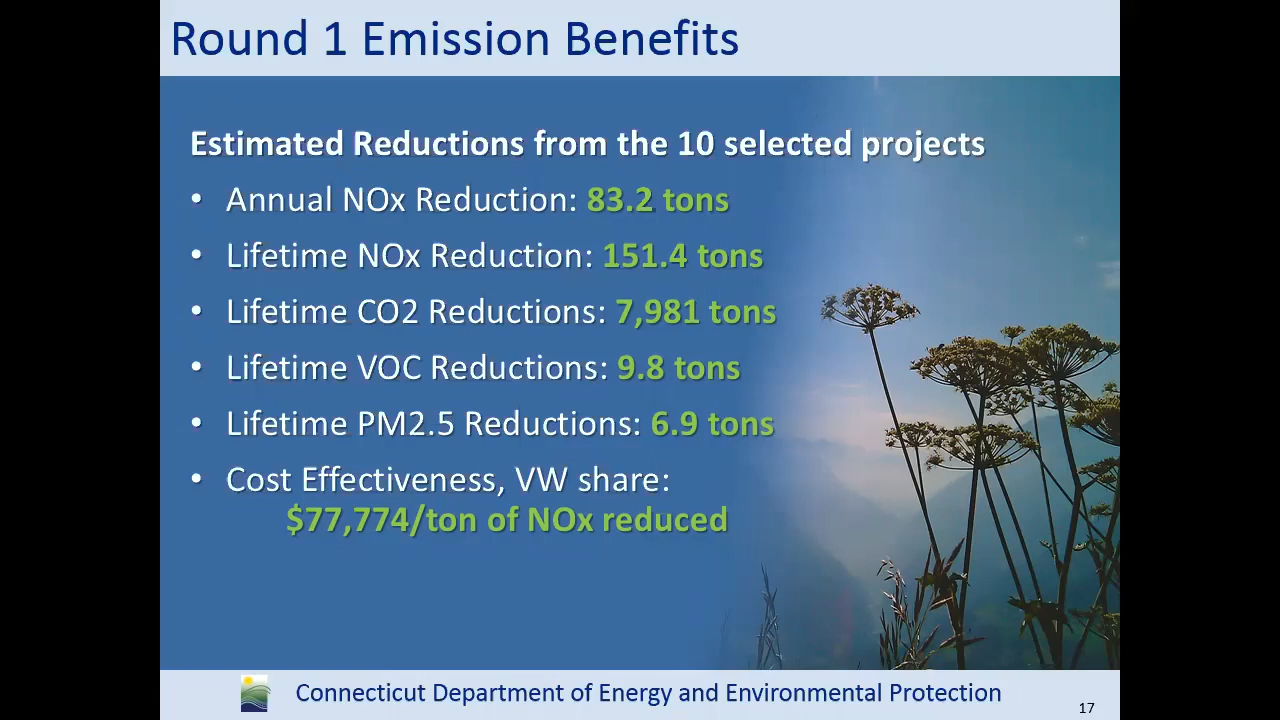 Round 1 Emission Benefits
Estimated Reductions from the 10 selected projects
• Annual NOx Reduction: 83.2 tons
• Lifetime NOx Reduction: 151.4 tons
• Lifetime CO2 Reductions: 7,981 tons
• Lifetime VOC Reductions: 9.8 tons
• Lifetime PM2.5 Reductions: 6.9 tons
• Cost Effectiveness, VW share:
$77,774/ton of NOx reduced
Connecticut Department of Energy and Environmental Protection
17